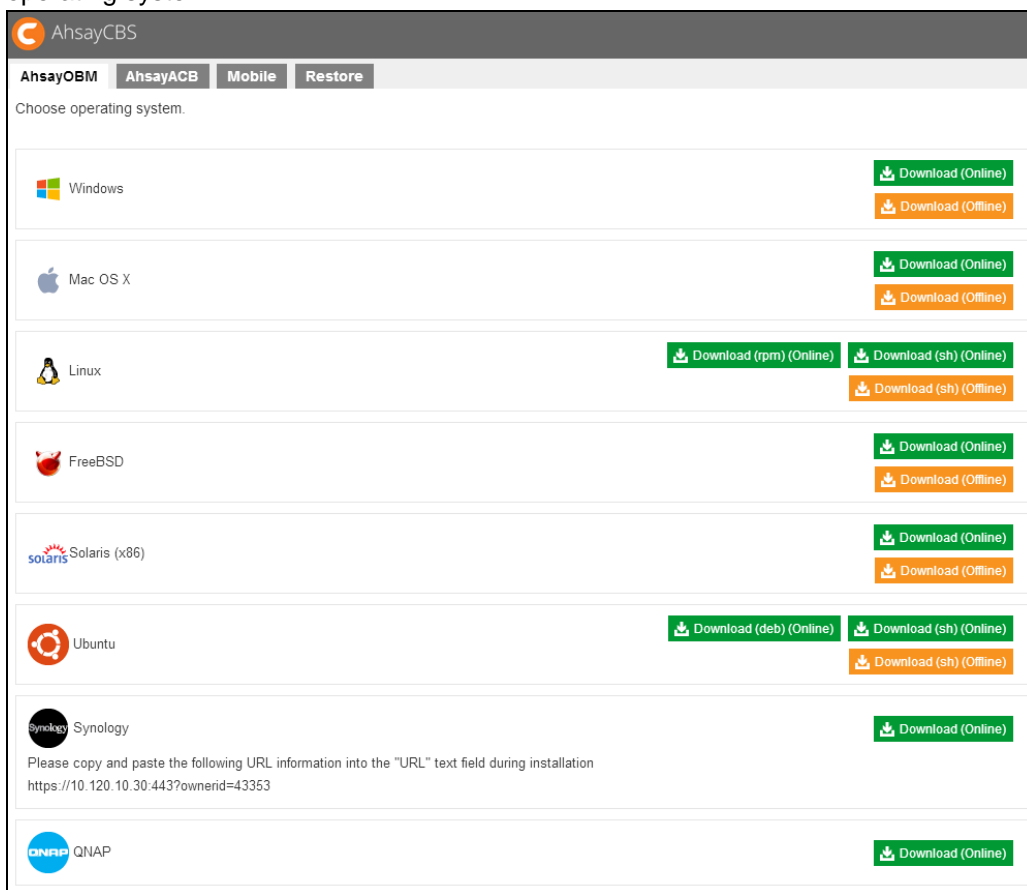 AhsayCBS
AhsayOBM AhsayACB Mobile Restore
Choose operating system.
Windows
Download (Online)
Download (Offline)
Mac OS X
Download (Online)
Download (Offline)
Linux
Download (rpm) (Online) Download (sh) (Online)
Download (sh) (Offline)
FreeBSD
Download (Online)
Download (Offline)
solaris Solaris (x86)
Download (Online)
Download (Offline)
Ubuntu
Download (deb) (Online) Download (sh) (Online)
Download (sh) (Offline)
Synology Synology
Download (Online)
Please copy and paste the following URL information into the "URL" text field during installation
https://10.120.10.30:443?ownerid=43353
QNAP QNAP
Download (Online)